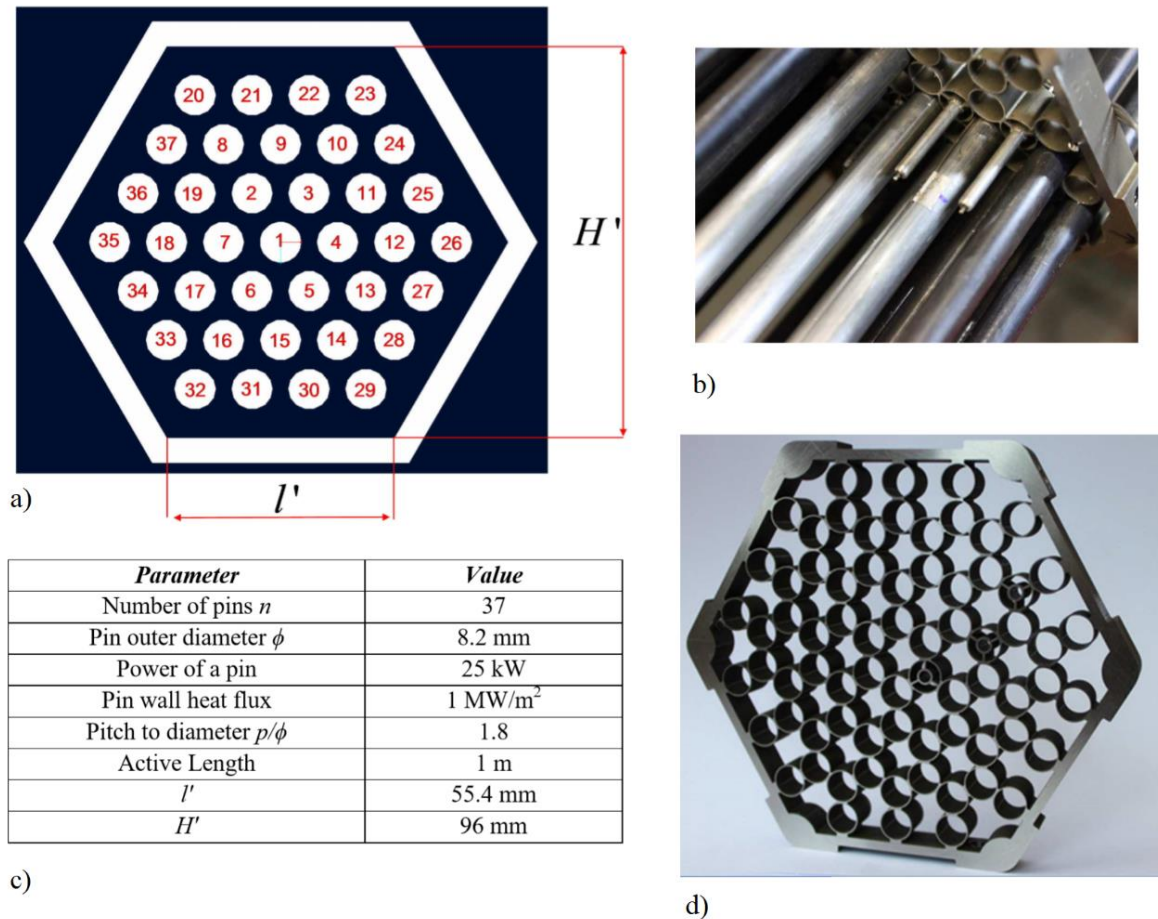 20 21 22 23
37 8 9 10 24
36 19 2 3 11 25
35 18 7 1 4 12 26
34 17 6 5 13 27
33 16 15 14 28
32 31 30 29
H'
l'
a)
b)
Parameter Value
Number of pins n 37
Pin outer diameter ϕ 8.2 mm
Power of a pin 25 kW
Pin wall heat flux 1 MW/m²
Pitch to diameter p/ϕ 1.8
Active Length 1 m
l' 55.4 mm
H' 96 mm
c)
d)